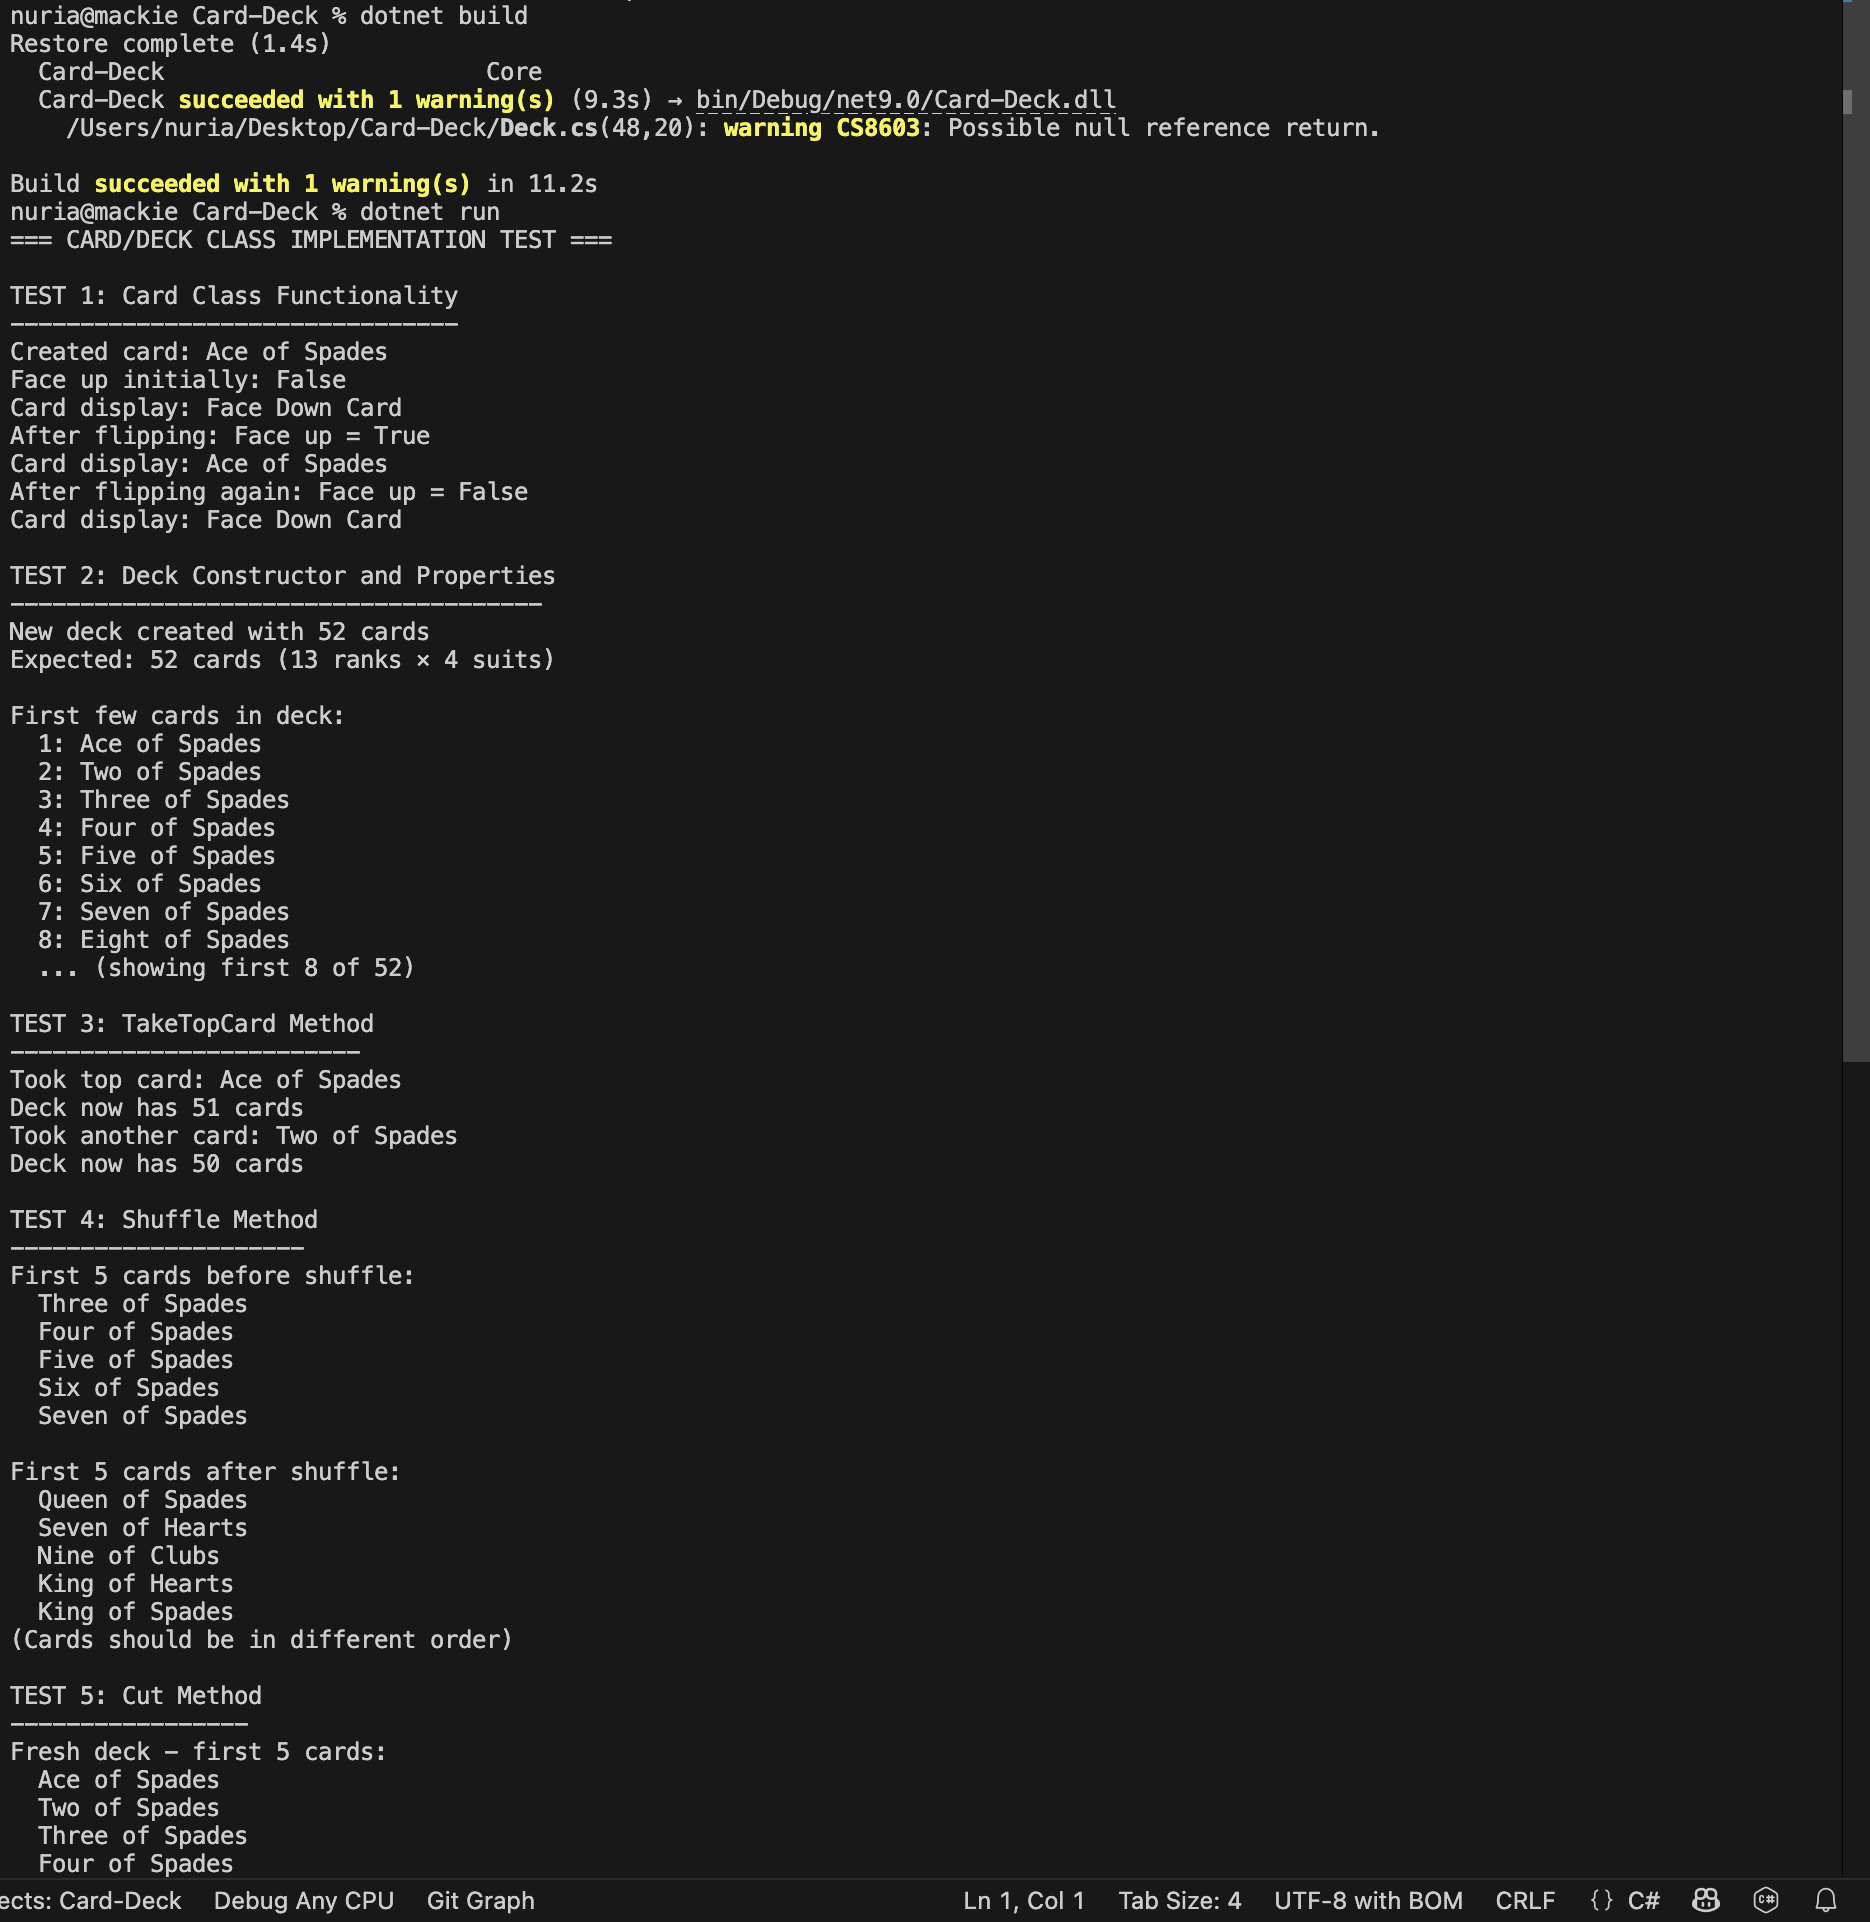 nuria@mackie Card-Deck % dotnet build
Restore complete (1.4s)
  Card-Deck                       Core
  Card-Deck succeeded with 1 warning(s) (9.3s) → bin/Debug/net9.0/Card-Deck.dll
    /Users/nuria/Desktop/Card-Deck/Deck.cs(48,20): warning CS8603: Possible null reference return.

Build succeeded with 1 warning(s) in 11.2s
nuria@mackie Card-Deck % dotnet run
=== CARD/DECK CLASS IMPLEMENTATION TEST ===

TEST 1: Card Class Functionality
--------------------------------
Created card: Ace of Spades
Face up initially: False
Card display: Face Down Card
After flipping: Face up = True
Card display: Ace of Spades
After flipping again: Face up = False
Card display: Face Down Card

TEST 2: Deck Constructor and Properties
--------------------------------------
New deck created with 52 cards
Expected: 52 cards (13 ranks × 4 suits)

First few cards in deck:
  1: Ace of Spades
  2: Two of Spades
  3: Three of Spades
  4: Four of Spades
  5: Five of Spades
  6: Six of Spades
  7: Seven of Spades
  8: Eight of Spades
  ... (showing first 8 of 52)

TEST 3: TakeTopCard Method
-------------------------
Took top card: Ace of Spades
Deck now has 51 cards
Took another card: Two of Spades
Deck now has 50 cards

TEST 4: Shuffle Method
---------------------
First 5 cards before shuffle:
  Three of Spades
  Four of Spades
  Five of Spades
  Six of Spades
  Seven of Spades

First 5 cards after shuffle:
  Queen of Spades
  Seven of Hearts
  Nine of Clubs
  King of Hearts
  King of Spades
(Cards should be in different order)

TEST 5: Cut Method
-----------------
Fresh deck - first 5 cards:
  Ace of Spades
  Two of Spades
  Three of Spades
  Four of Spades
ects: Card-Deck   Debug Any CPU   Git Graph   Ln 1, Col 1   Tab Size: 4   UTF-8 with BOM   CRLF   {} C#